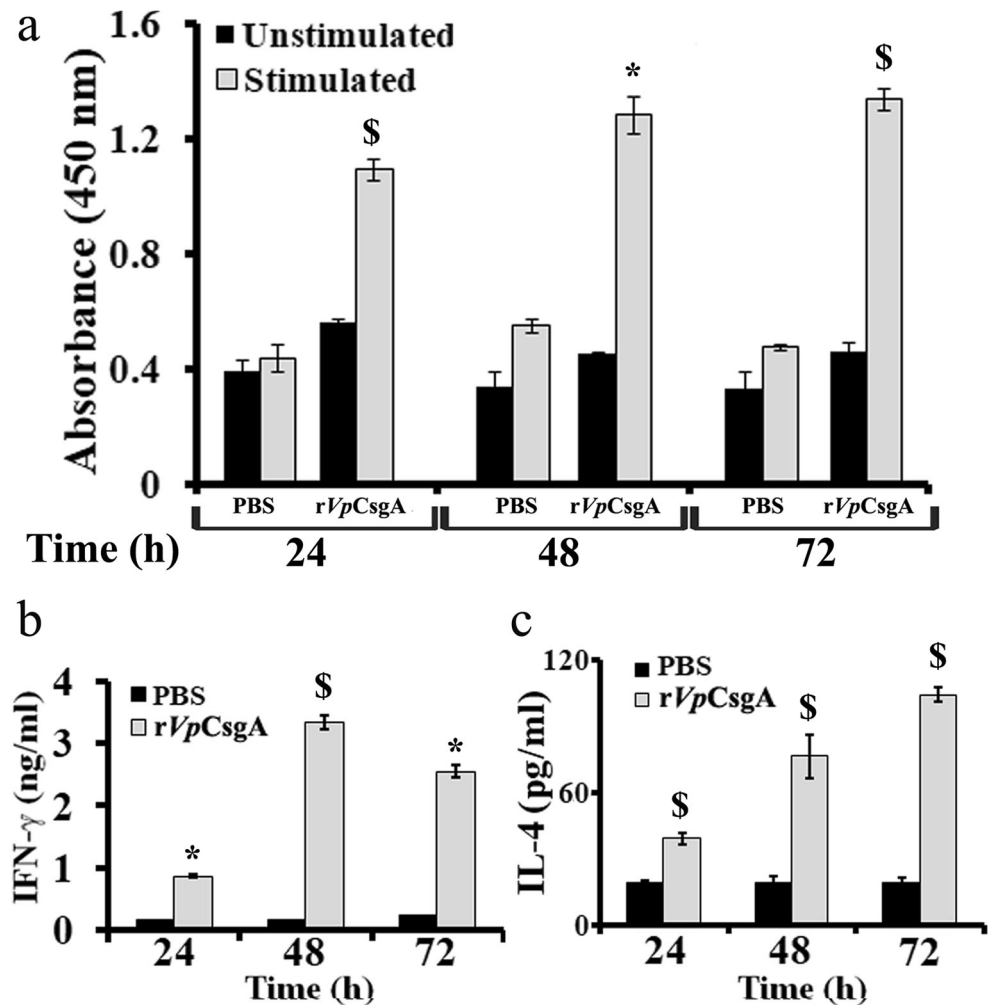 a
1.6
1.2
0.8
0.4
0
Absorbance (450 nm)
Unstimulated
Stimulated
$
*
$
PBS rVpCsgA PBS rVpCsgA PBS rVpCsgA
Time (h) 24 48 72
b
4
3
2
1
0
IFN-γ (ng/ml)
PBS
rVpCsgA
*
$
*
24 48 72
Time (h)
c
120
60
0
IL-4 (pg/ml)
PBS
rVpCsgA
$
$
$
24 48 72
Time (h)